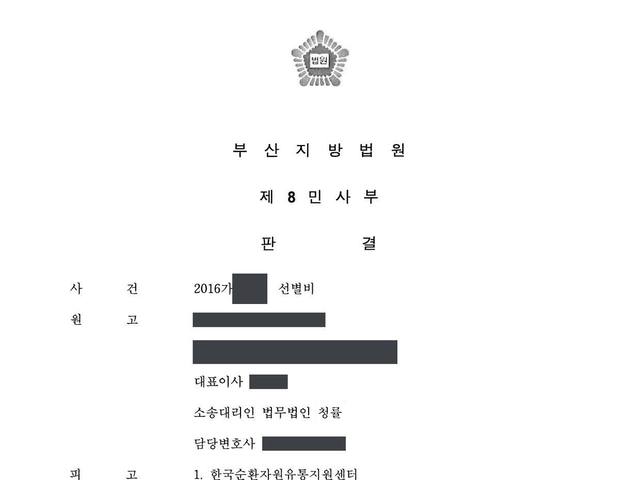 법원
부 산 지 방 법 원
제 8 민 사 부
판 결
사 건 2016가 선별비
원 고
대표이사
소송대리인 법무법인 청률
담당변호사
피 고 1. 한국순환자원유통지원센터